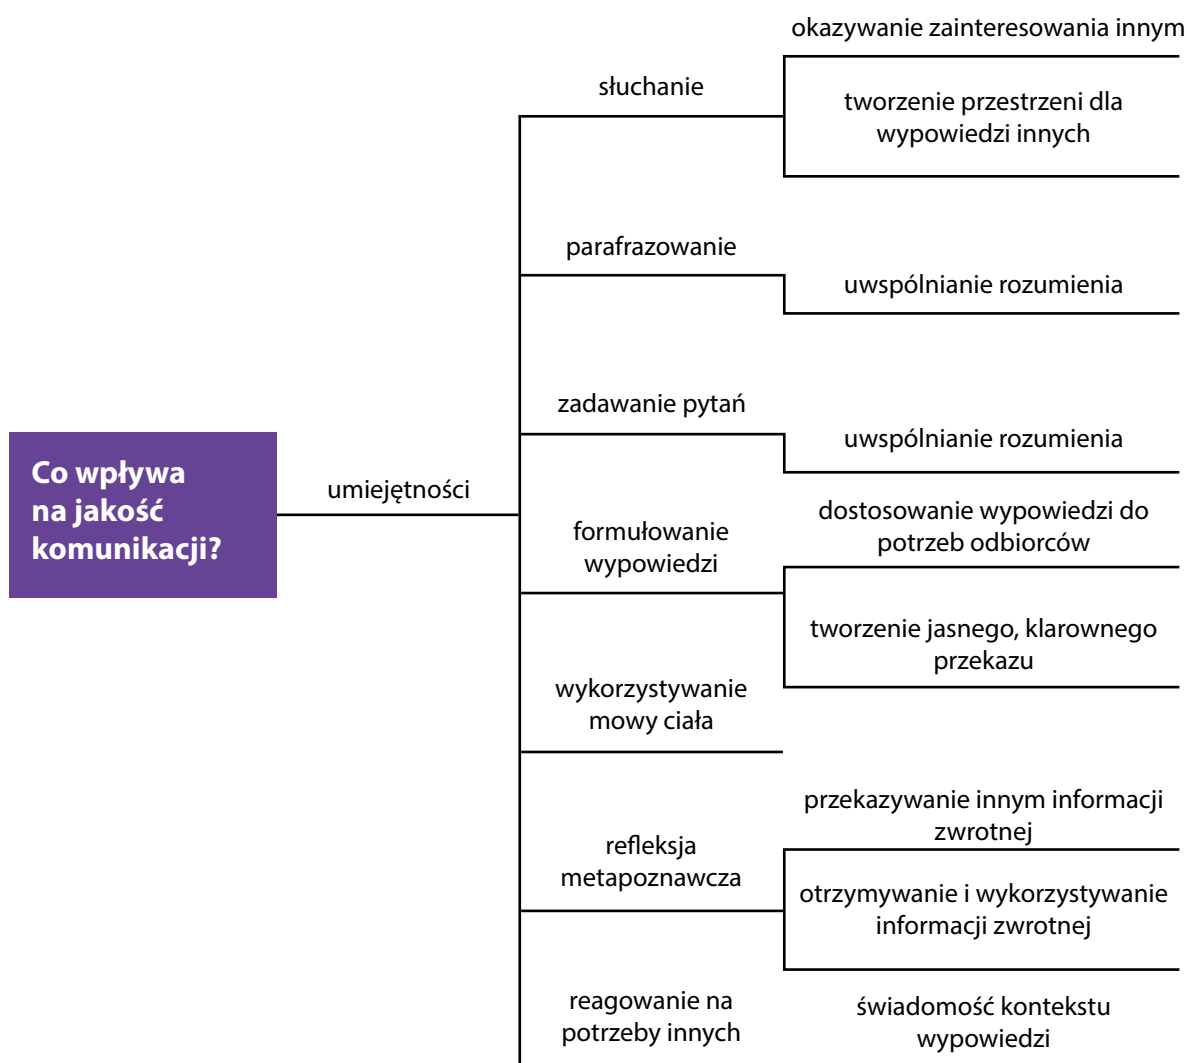 okazywanie zainteresowania innym
słuchanie
tworzenie przestrzeni dla
wypowiedzi innych
parafrazowanie
uwspólnianie rozumienia
zadawanie pytań
uwspólnianie rozumienia
Co wpływa
na jakość
komunikacji?
umiejętności
formułowanie
wypowiedzi
dostosowanie wypowiedzi do
potrzeb odbiorców
tworzenie jasnego, klarownego
przekazu
wykorzystywanie
mowy ciała
refleksja
metapoznawcza
przekazywanie innym informacji
zwrotnej
otrzymywanie i wykorzystywanie
informacji zwrotnej
reagowanie na
potrzeby innych
świadomość kontekstu
wypowiedzi